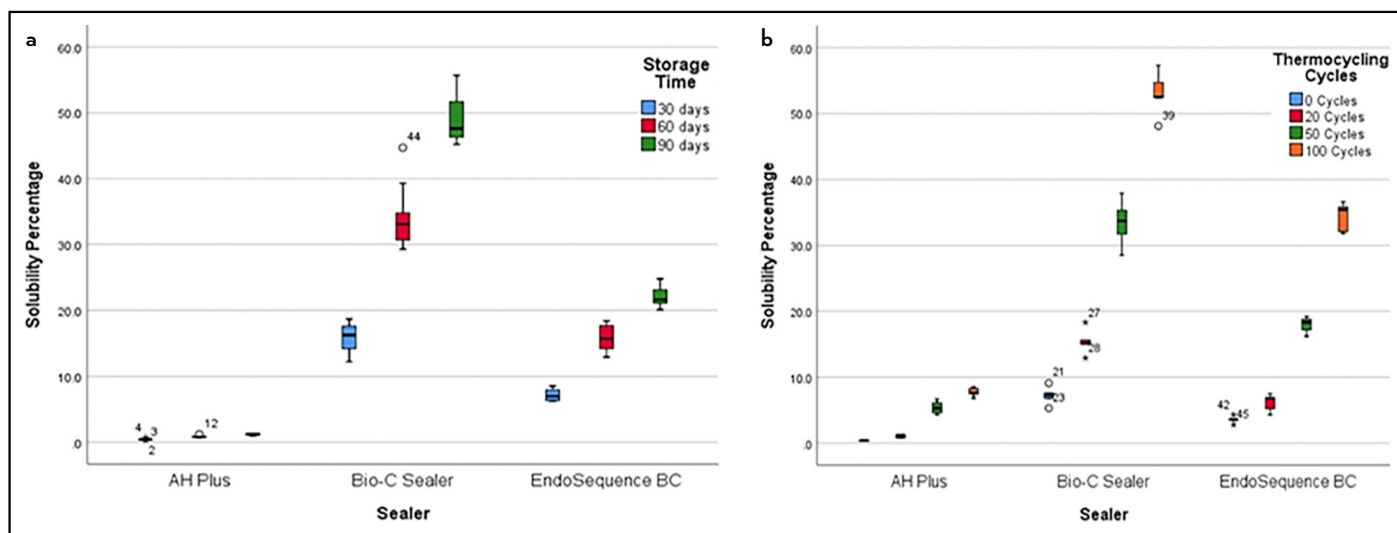 a
Solubility Percentage
60.0
50.0
40.0
30.0
20.0
10.0
.0
Storage
Time
30 days
60 days
90 days
44
4
3
2
12
AH Plus
Bio-C Sealer
EndoSequence BC
Sealer
b
Solubility Percentage
60.0
50.0
40.0
30.0
20.0
10.0
.0
Thermocycling
Cycles
0 Cycles
20 Cycles
50 Cycles
100 Cycles
39
27
28
21
23
42
45
AH Plus
Bio-C Sealer
EndoSequence BC
Sealer